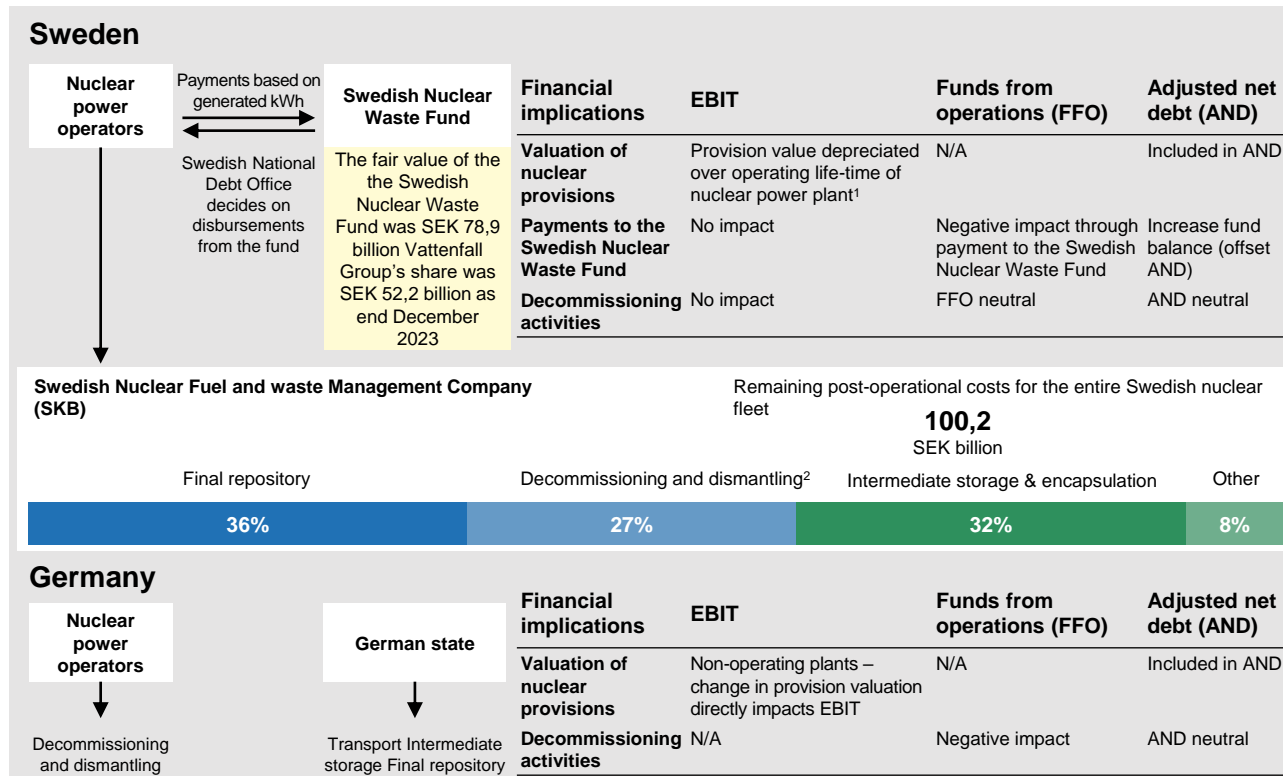 Sweden
Nuclear
power
operators
Payments based on
generated kWh
Swedish National
Debt Office
decides on
disbursements
from the fund
Swedish Nuclear
Waste Fund
The fair value of the
the Swedish
Nuclear Waste
Fund was SEK 78,9
billion Vattenfall
Group's share was
SEK 52,2 billion as
end December
2023
Financial
implications
EBIT
Funds from
operations (FFO)
Adjusted net
debt (AND)
Valuation of
nuclear
provisions
Provision value depreciated
over operating life-time of
nuclear power plant1
N/A
Included in AND
Payments to the
Swedish Nuclear
Waste Fund
No impact
Negative impact through
payment to the Swedish
Nuclear Waste Fund
Increase fund
balance (offset
AND)
Decommissioning
activities
No impact
FFO neutral
AND neutral
Swedish Nuclear Fuel and waste Management Company
(SKB)
Remaining post-operational costs for the entire Swedish nuclear
fleet
100,2
SEK billion
Final repository
Decommissioning and dismantling2
Intermediate storage & encapsulation
Other
36%
27%
32%
8%
Germany
Nuclear
power
operators
Decommissioning
and dismantling
German state
Transport Intermediate
storage Final repository
Financial
implications
EBIT
Funds from
operations (FFO)
Adjusted net
debt (AND)
Valuation of
nuclear
provisions
Non-operating plants –
change in provision valuation
directly impacts EBIT
N/A
Included in AND
Decommissioning
activities
N/A
Negative impact
AND neutral